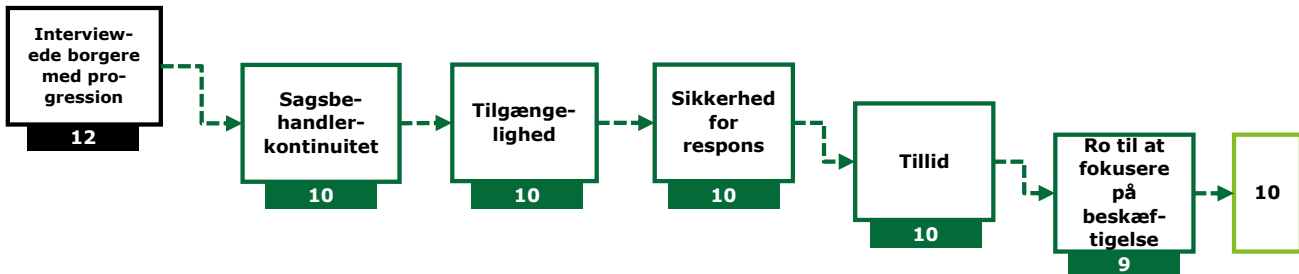 Interview-
ede borgere
med pro-
gression
12
Sagsbe-
handler-
kontinuitet
10
Tilgænge-
lighed
10
Sikkerhed
for
respons
10
Tillid
10
Ro til at
fokusere
på
beskæf-
tigelse
9
10